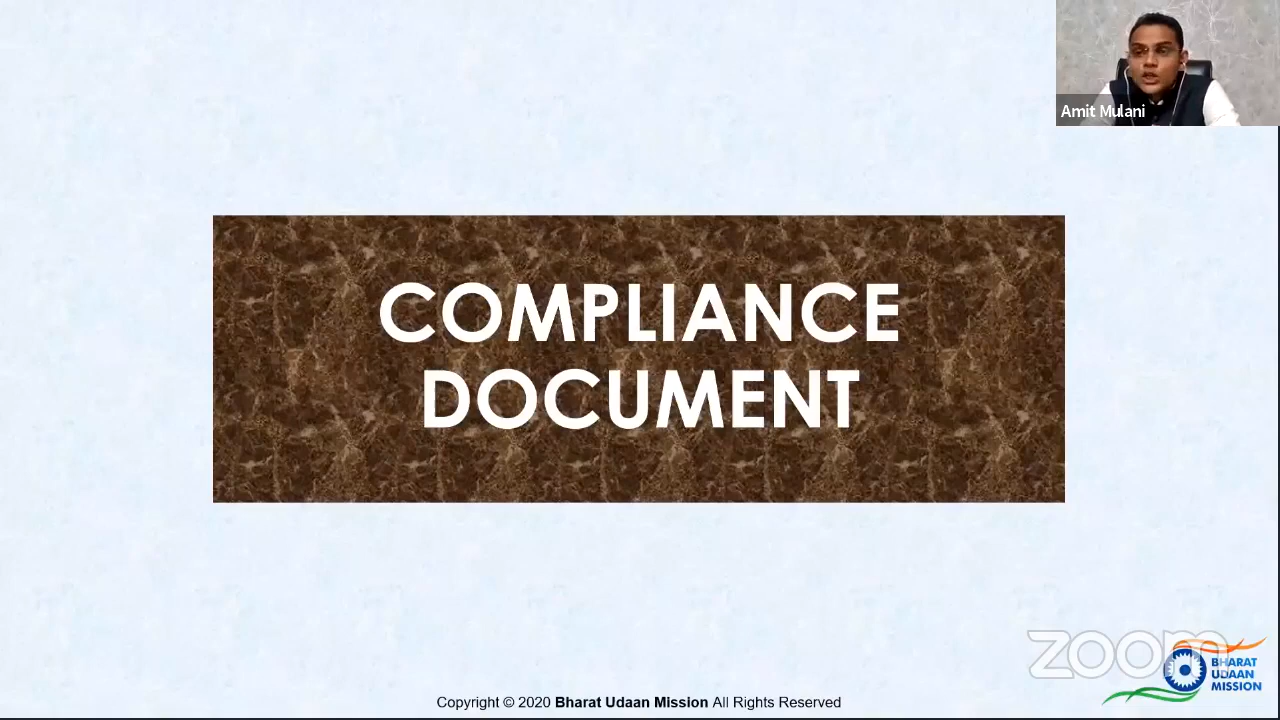 Amit Mulani
COMPLIANCE
DOCUMENT
zoom
BHARAT
UDAAN
MISSION
Copyright © 2020 Bharat Udaan Mission All Rights Reserved